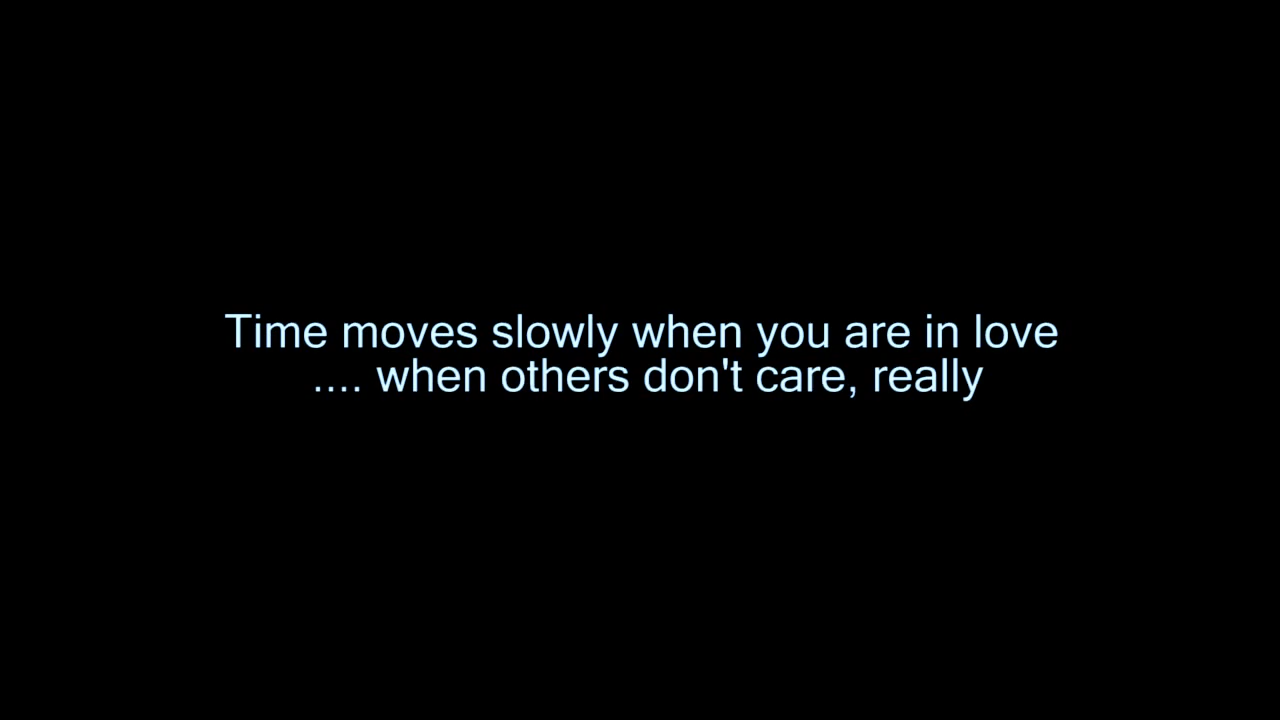 Time moves slowly when you are in love
.... when others don't care, really